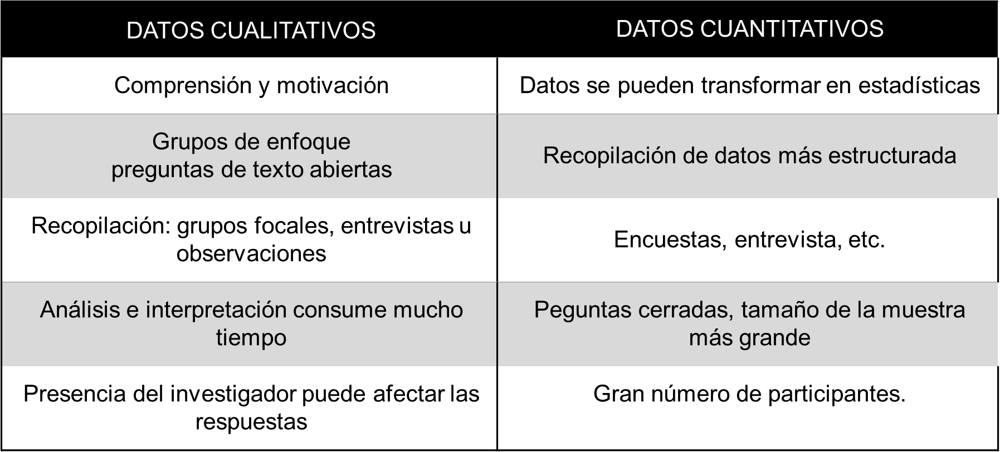 DATOS CUALITATIVOS
DATOS CUANTITATIVOS
Comprensión y motivación
Datos se pueden transformar en estadísticas
Grupos de enfoque
preguntas de texto abiertas
Recopilación de datos más estructurada
Recopilación: grupos focales, entrevistas u
observaciones
Encuestas, entrevista, etc.
Análisis e interpretación consume mucho
tiempo
Peguntas cerradas, tamaño de la muestra
más grande
Presencia del investigador puede afectar las
respuestas
Gran número de participantes.